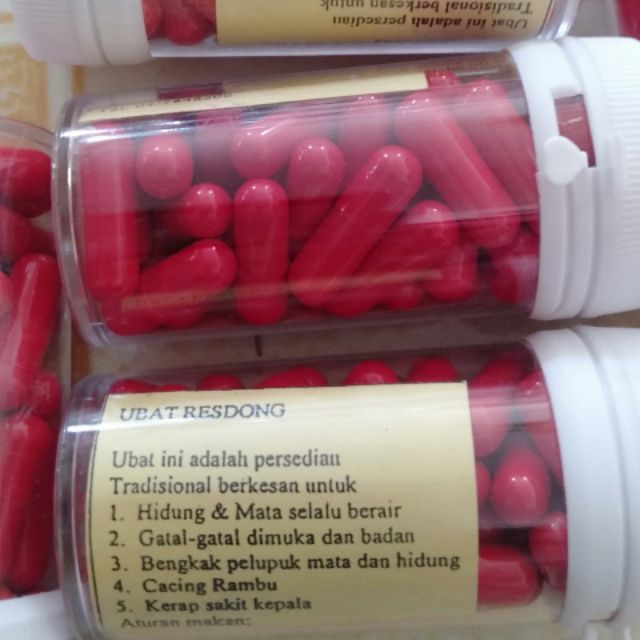 Ubat ini adalah persedian
Tradisional berkesan untuk
UBAT RESDONG
Ubat ini adalah persedian
Tradisional berkesan untuk
1. Hidung & Mata selalu berair
2. Gatal-gatal dimuka dan badan
3. Bengkak pelupuk mata dan hidung
4. Cacing Rambu
5. Kerap sakit kepala
Aturan makan: